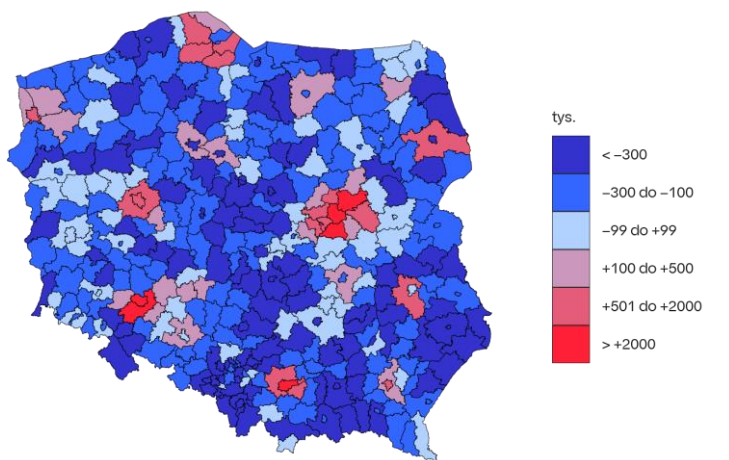 tys.
< −300
−300 do −100
−99 do +99
+100 do +500
+501 do +2000
> +2000